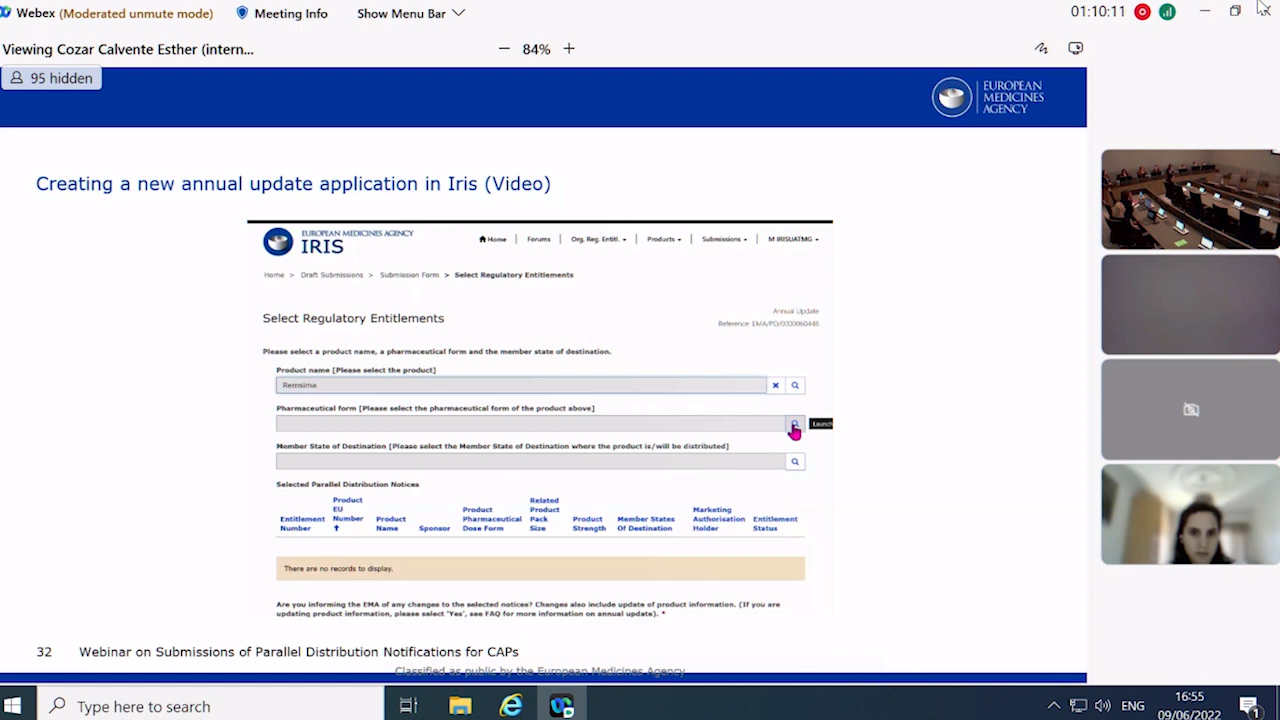 Webex (Moderated unmute mode) Meeting Info Show Menu Bar 01:10:11
Viewing Cozar Calvente Esther (intern... 84%
95 hidden
EUROPEAN
MEDICINES
AGENCY
Creating a new annual update application in Iris (Video)
EUROPEAN MEDICINES AGENCY
IRIS
Home Forums Org. Reg. Entitl. Products Submissions M IRISUATMG
Home > Draft Submissions > Submission Form > Select Regulatory Entitlements
Select Regulatory Entitlements
Annual Update
Reference: EMA/PD/0000060448
Please select a product name, a pharmaceutical form and the member state of destination.
Product name [Please select the product]
Remsima
Pharmaceutical form [Please select the pharmaceutical form of the product above]
Launch
Member State of Destination [Please select the Member State of Destination where the product is/will be distributed]
Selected Parallel Distribution Notices
Entitlement Number Product EU Number Product Name Sponsor Product Pharmaceutical Dose Form Related Product Pack Size Product Strength Member States Of Destination Marketing Authorisation Holder Entitlement Status
There are no records to display.
Are you informing the EMA of any changes to the selected notices? Changes also include update of product information. (If you are
updating product information, please select 'Yes', see FAQ for more information on annual update). *
32 Webinar on Submissions of Parallel Distribution Notifications for CAPs
Classified as public by the European Medicines Agency
Type here to search
ENG
16:55
09/06/2022
1